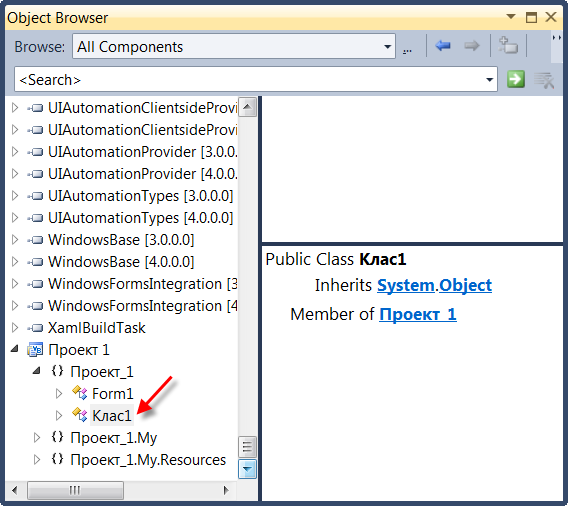 Object Browser
Browse: All Components ...
<Search>
UIAutomationClientsideProvi
UIAutomationClientsideProvi
UIAutomationProvider [3.0.0.
UIAutomationProvider [4.0.0.
UIAutomationTypes [3.0.0.0]
UIAutomationTypes [4.0.0.0]
WindowsBase [3.0.0.0]
WindowsBase [4.0.0.0]
WindowsFormsIntegration [3
WindowsFormsIntegration [4
XamlBuildTask
Проект 1
{} Проект_1
Form1
Клас1
{} Проект_1.My
{} Проект_1.My.Resources
Public Class Клас1
Inherits System.Object
Member of Проект_1